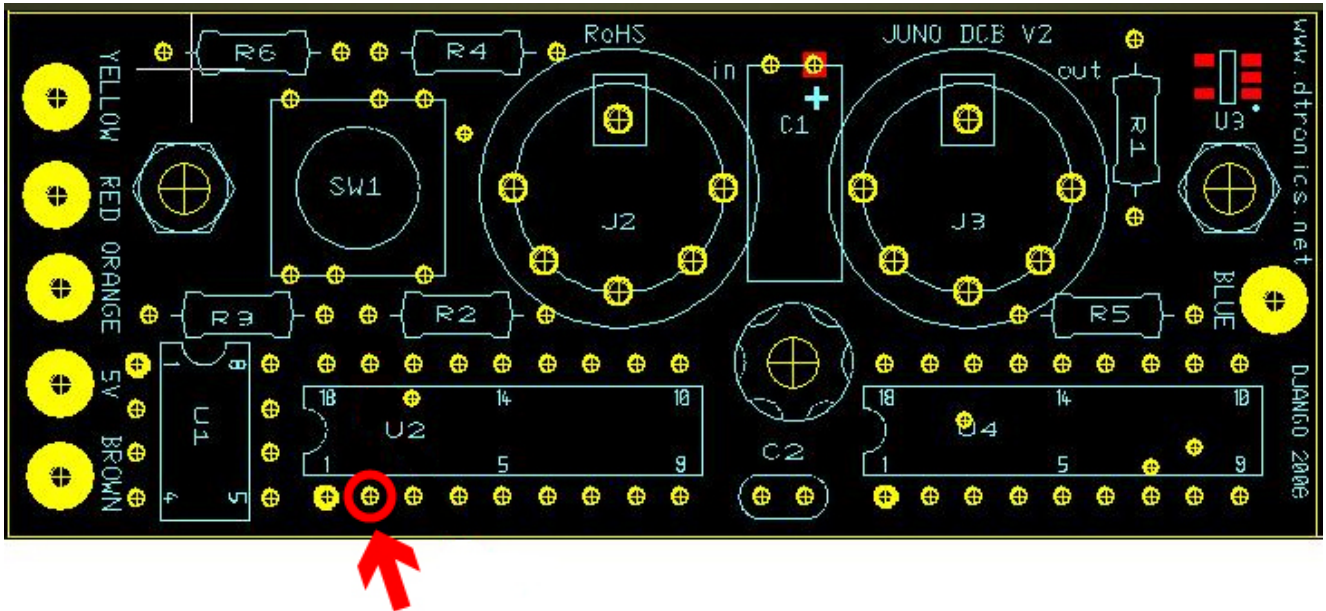 RoHS
JUNO DCB V2
YELLOW
R6
R4
in
C1
out
R1
U3
www.dtronics.net
RED
SW1
J2
J3
ORANGE
BLUE
R3
R2
R5
5V
1
8
U1
4
5
18
14
10
U2
1
5
9
C2
18
14
10
U4
1
5
9
BROWN
DJANGO 2008